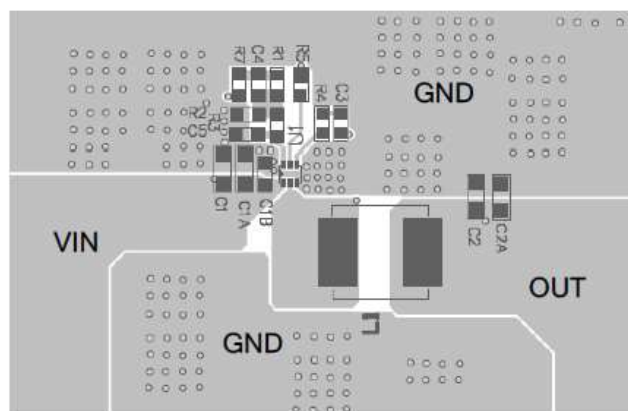 R7 C4 R1 R5
R4 C3
GND
R2
R3
C5
U1
C1
C1A
C1B
C2
C2A
VIN
OUT
GND
L1